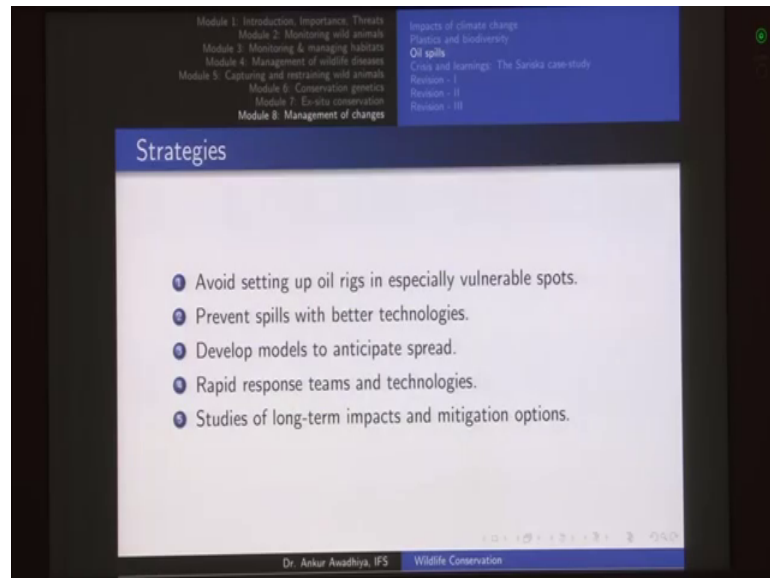 Module 1: Introduction, Importance, Threats
Module 2: Monitoring wild animals
Module 3: Monitoring & managing habitats
Module 4: Management of wildlife diseases
Module 5: Capturing and restraining wild animals
Module 6: Conservation genetics
Module 7: Ex-situ conservation
Module 8: Management of changes
Impacts of climate change
Plastics and biodiversity
Oil spills
Crisis and learnings: The Sariska case-study
Revision - I
Revision - II
Revision - III
Strategies
1 Avoid setting up oil rigs in especially vulnerable spots.
2 Prevent spills with better technologies.
3 Develop models to anticipate spread.
4 Rapid response teams and technologies.
5 Studies of long-term impacts and mitigation options.
Dr. Ankur Awadhiya, IFS Wildlife Conservation